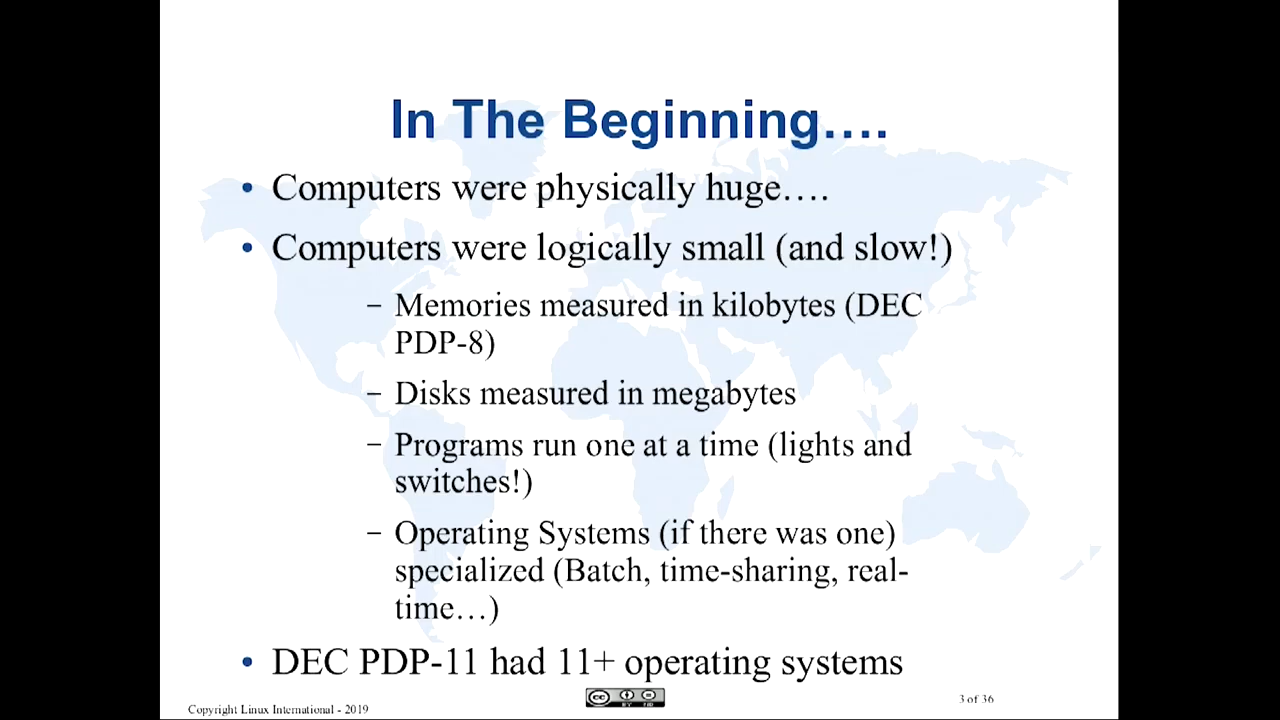 In The Beginning….
• Computers were physically huge….
• Computers were logically small (and slow!)
– Memories measured in kilobytes (DEC
PDP-8)
– Disks measured in megabytes
– Programs run one at a time (lights and
switches!)
– Operating Systems (if there was one)
specialized (Batch, time-sharing, real-
time…)
• DEC PDP-11 had 11+ operating systems
3 of 36
Copyright Linux International - 2019
cc
BY